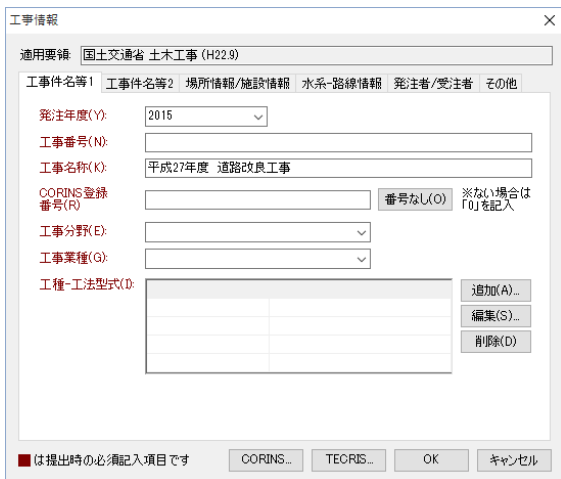 工事情報
適用要領: 国土交通省 土木工事 (H22.9)
工事件名等1 工事件名等2 場所情報/施設情報 水系-路線情報 発注者/受注者 その他
発注年度(Y): 2015
工事番号(N):
工事名称(K): 平成27年度 道路改良工事
CORINS登録
番号(R) 番号なし(O) ※ない場合は
「0」を記入
工事分野(E):
工事業種(G):
工種-工法型式(I):
追加(A)...
編集(S)...
削除(D)
は提出時の必須記入項目です CORINS... TECRIS... OK キャンセル